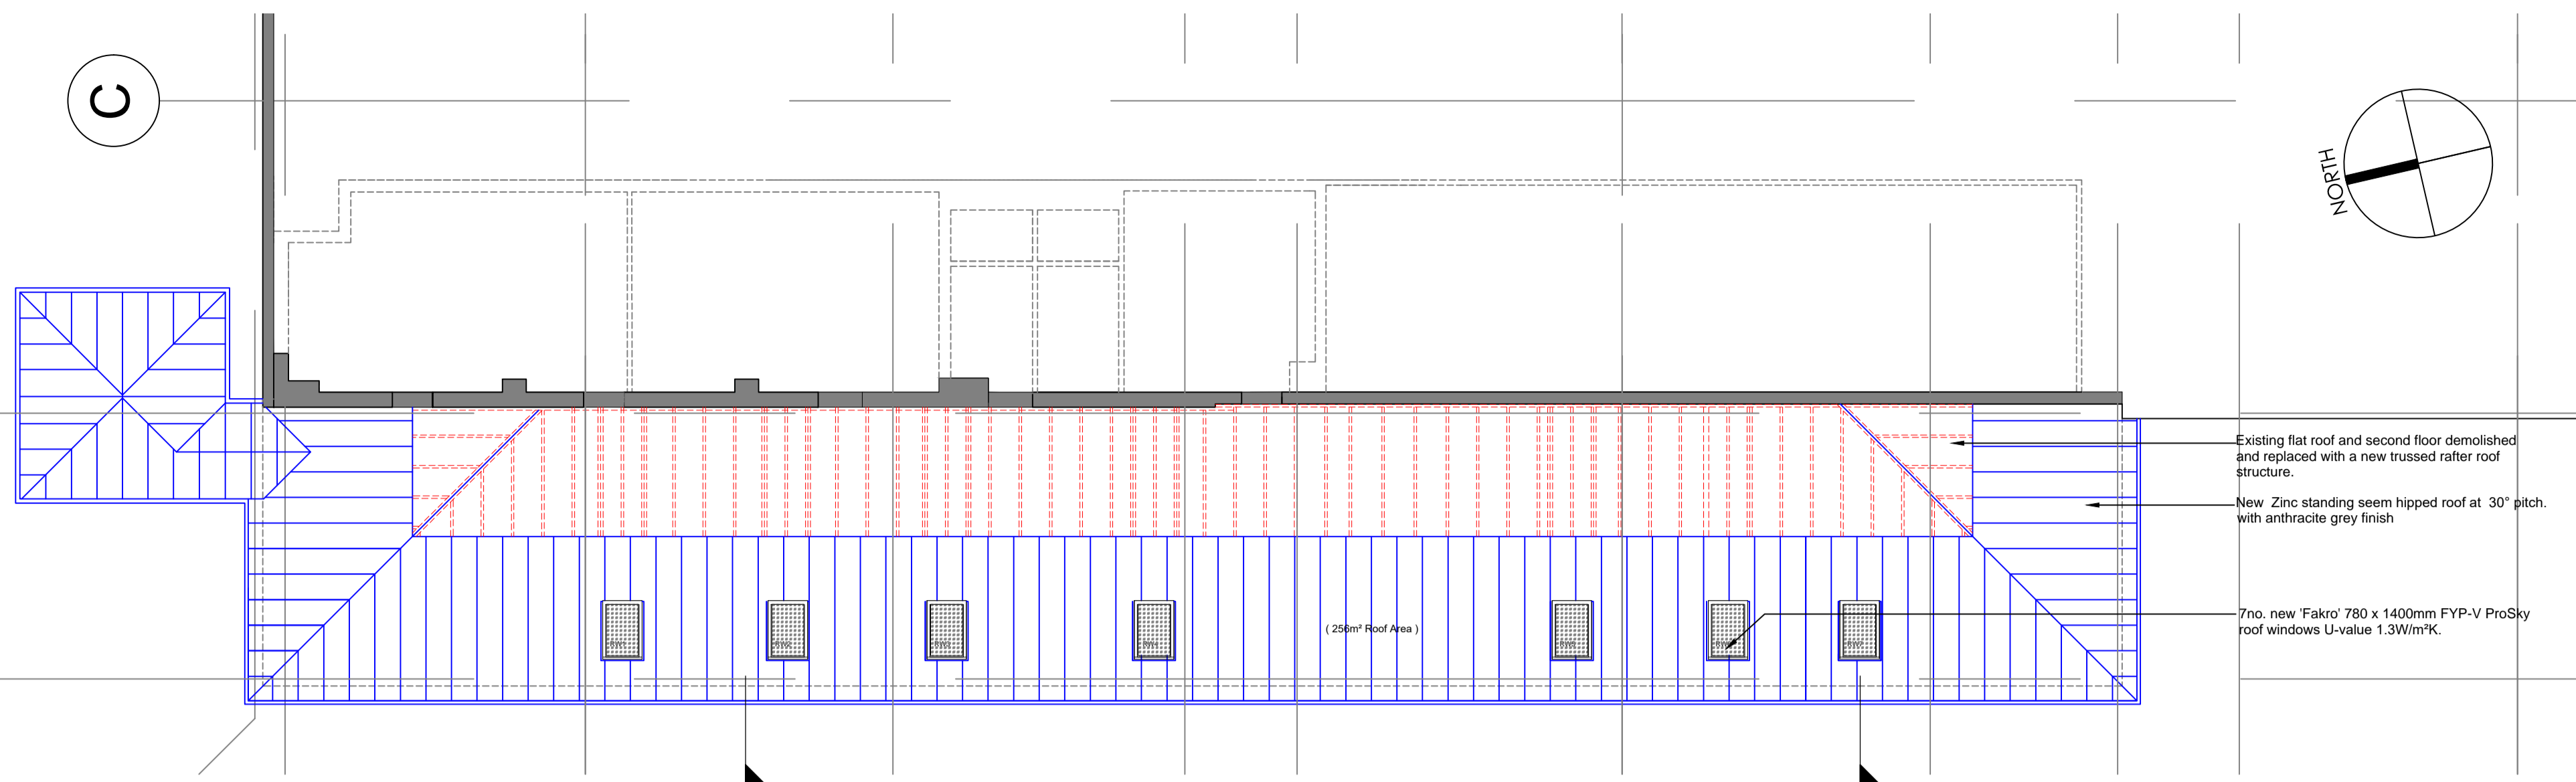 C
NORTH
Existing flat roof and second floor demolished
and replaced with a new trussed rafter roof
structure.
New Zinc standing seem hipped roof at 30° pitch.
with anthracite grey finish
( 256m² Roof Area )
7no. new 'Fakro' 780 x 1400mm FYP-V ProSky
roof windows U-value 1.3W/m²K.